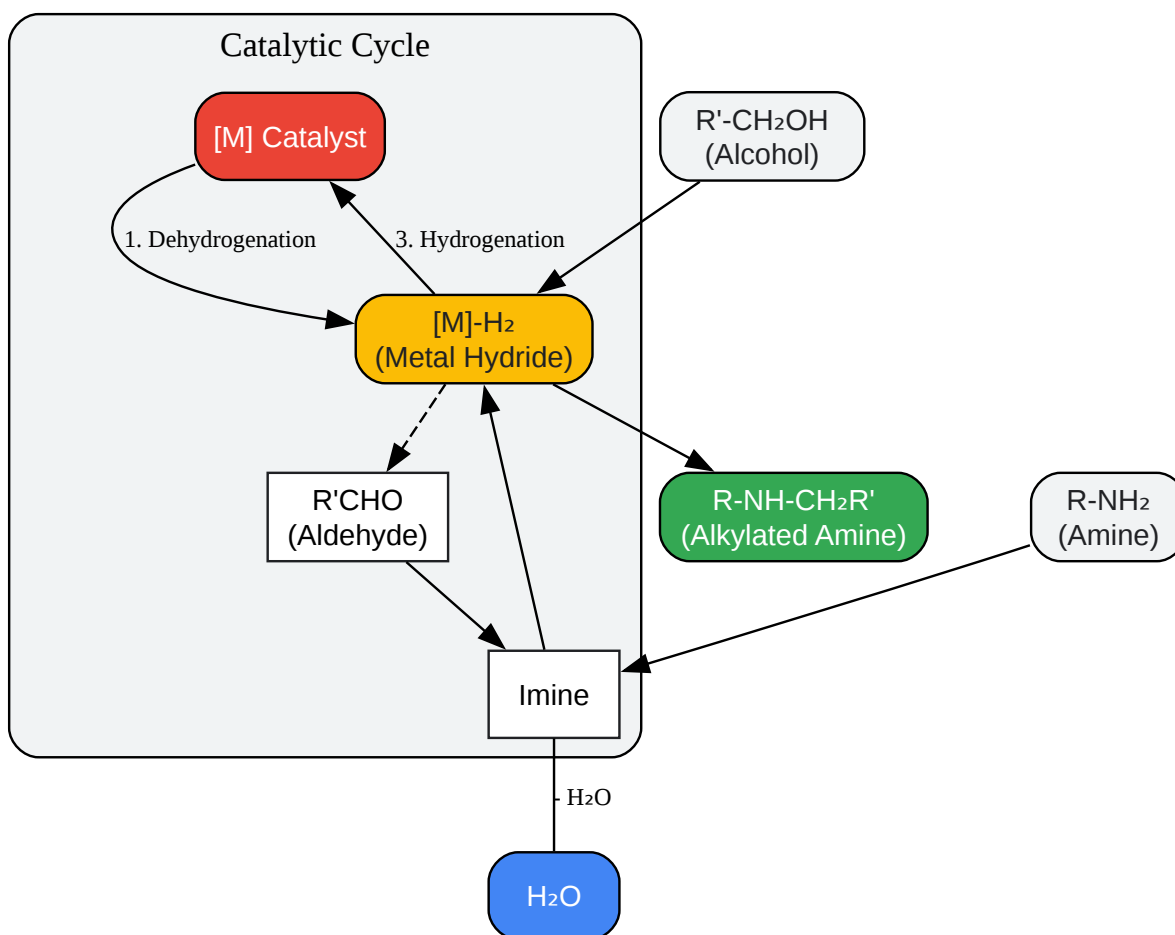 Catalytic Cycle
[M] Catalyst
R'-CH₂OH
(Alcohol)
1. Dehydrogenation
3. Hydrogenation
[M]-H₂
(Metal Hydride)
R'CHO
(Aldehyde)
R-NH-CH₂R'
(Alkylated Amine)
R-NH₂
(Amine)
Imine
- H₂O
H₂O